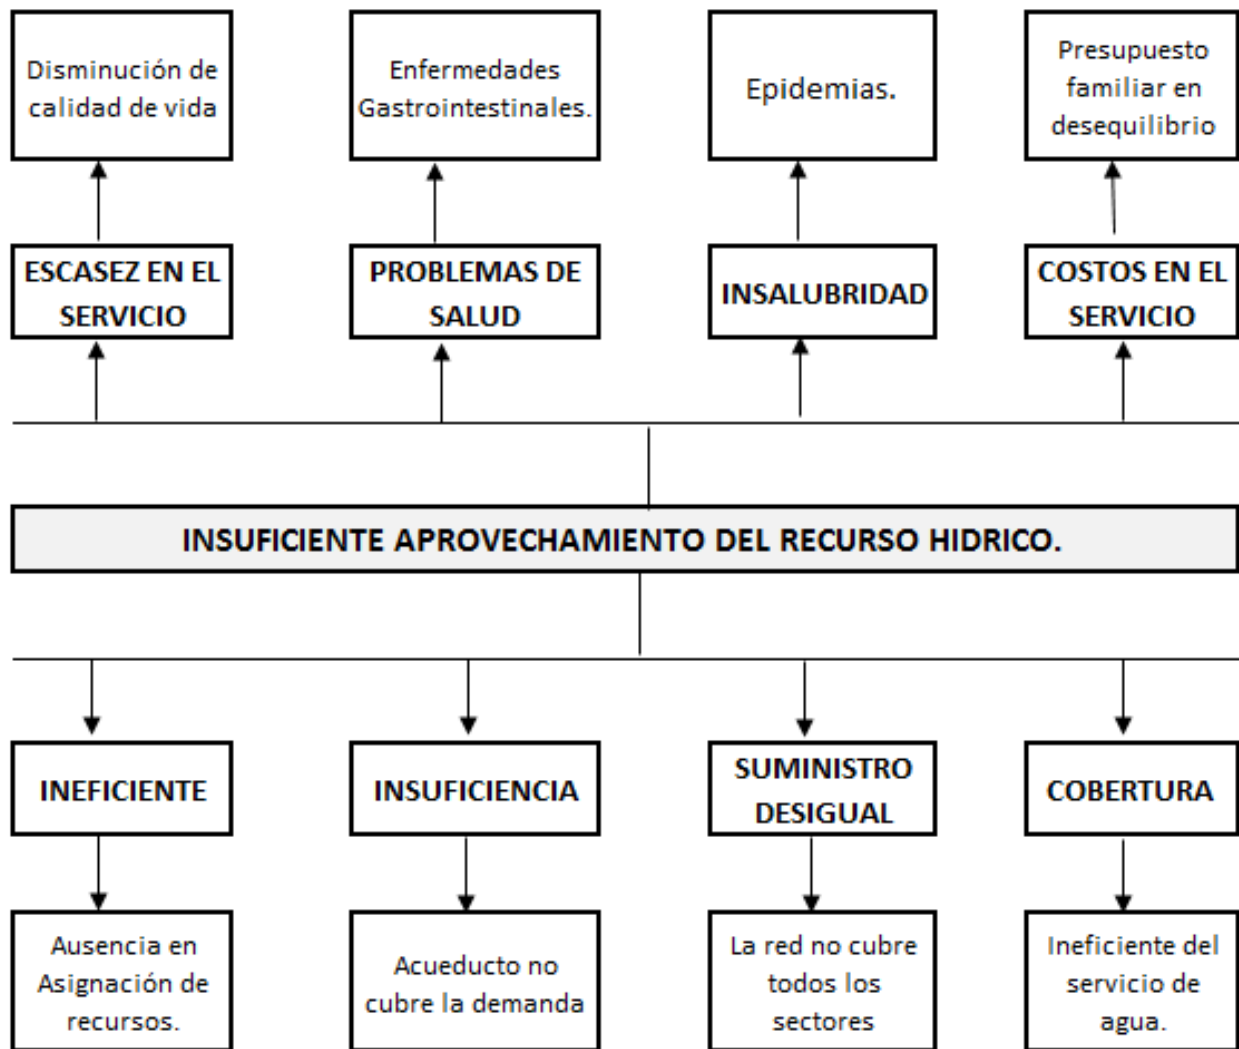 Disminución de
calidad de vida
Enfermedades
Gastrointestinales.
Epidemias.
Presupuesto
familiar en
desequilibrio
ESCASEZ EN EL
SERVICIO
PROBLEMAS DE
SALUD
INSALUBRIDAD
COSTOS EN EL
SERVICIO
INSUFICIENTE APROVECHAMIENTO DEL RECURSO HIDRICO.
INEFICIENTE
INSUFICIENCIA
SUMINISTRO
DESIGUAL
COBERTURA
Ausencia en
Asignación de
recursos.
Acueducto no
cubre la demanda
La red no cubre
todos los
sectores
Ineficiente del
servicio de
agua.